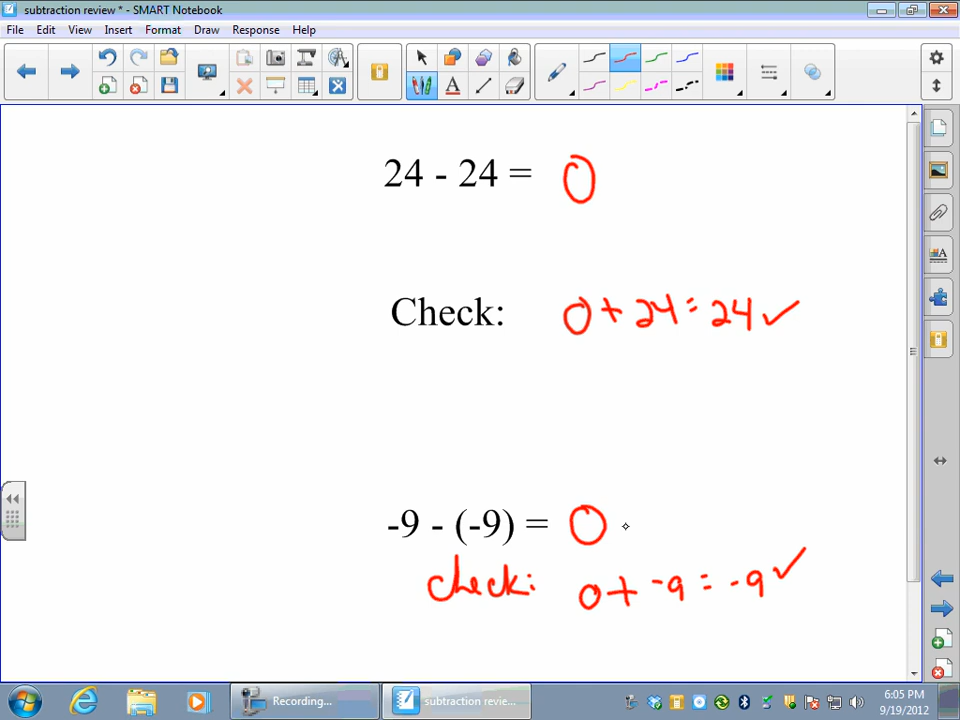 subtraction review * - SMART Notebook
File Edit View Insert Format Draw Response Help
24 - 24 = 0
Check: 0 + 24 = 24 ✓
-9 - (-9) = 0
check: 0 + -9 = -9 ✓
Recording...
subtraction revie...
6:05 PM
9/19/2012